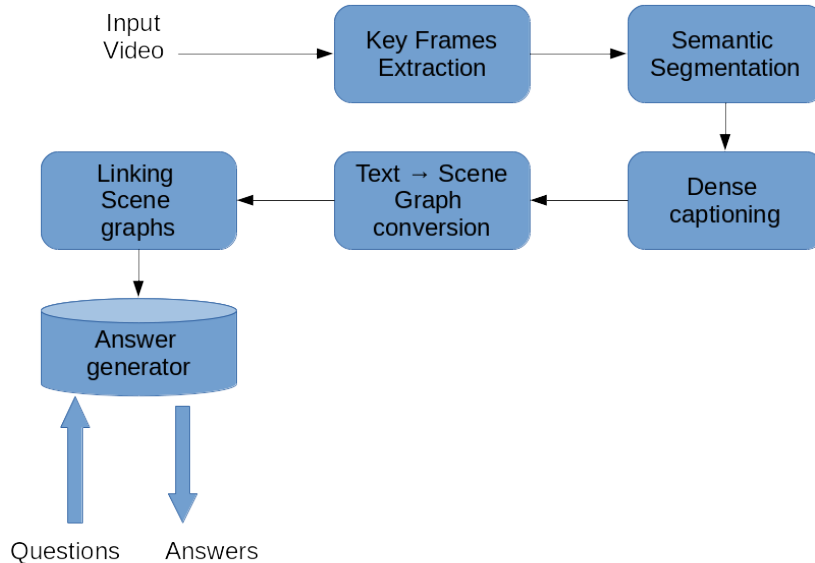 Input
Video
Key Frames
Extraction
Semantic
Segmentation
Linking
Scene
graphs
Text → Scene
Graph
conversion
Dense
captioning
Answer
generator
Questions
Answers